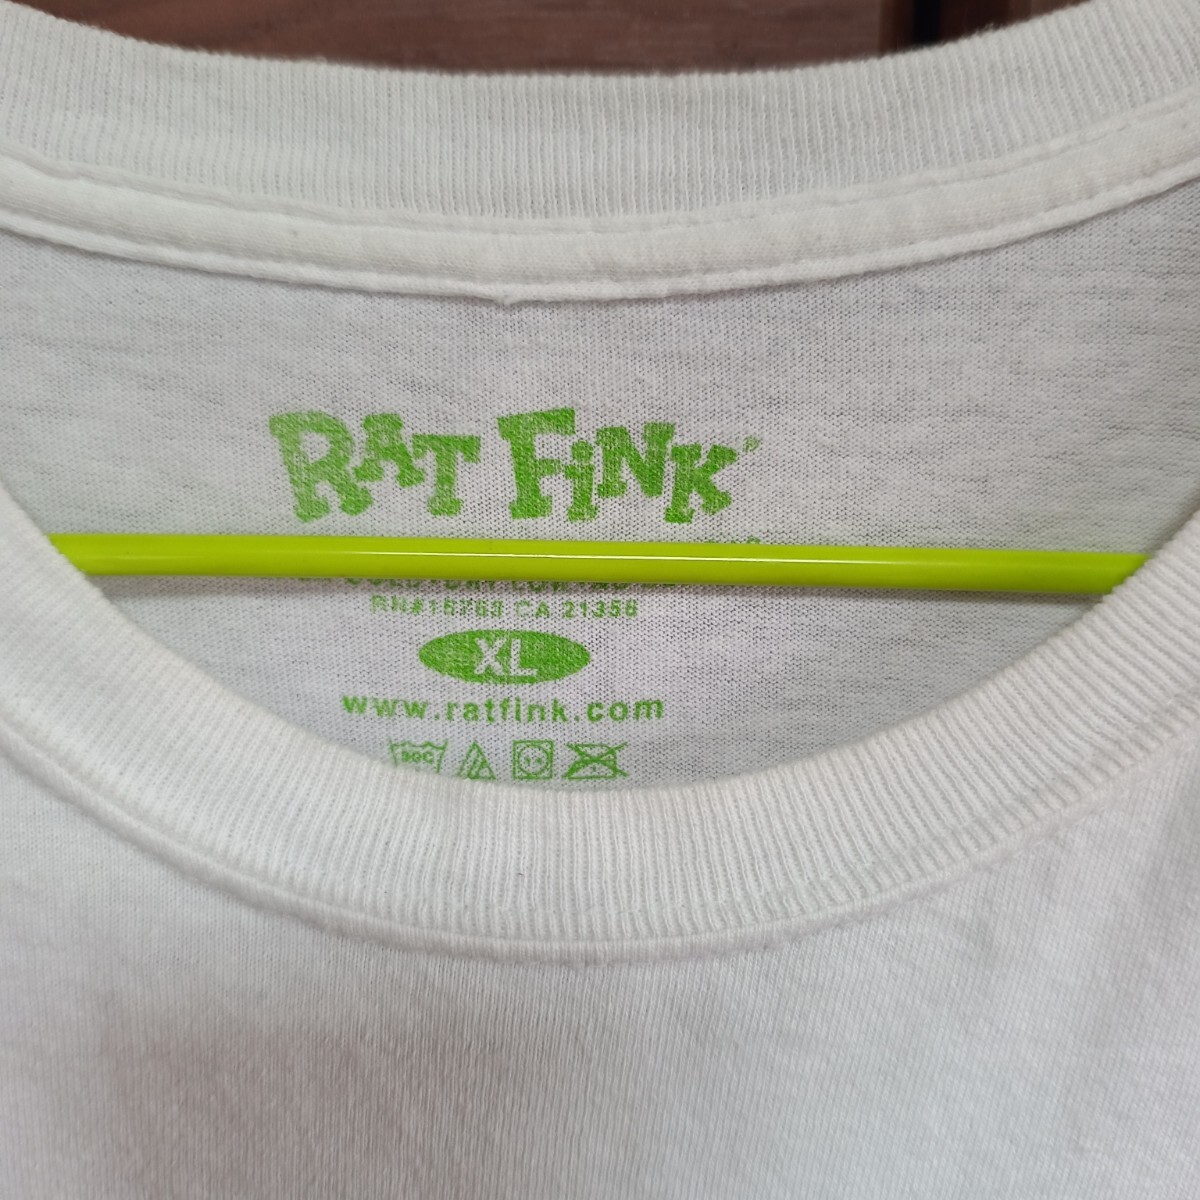 RAT FiNK®
RN#15763 CA 21356
XL
www.ratfink.com